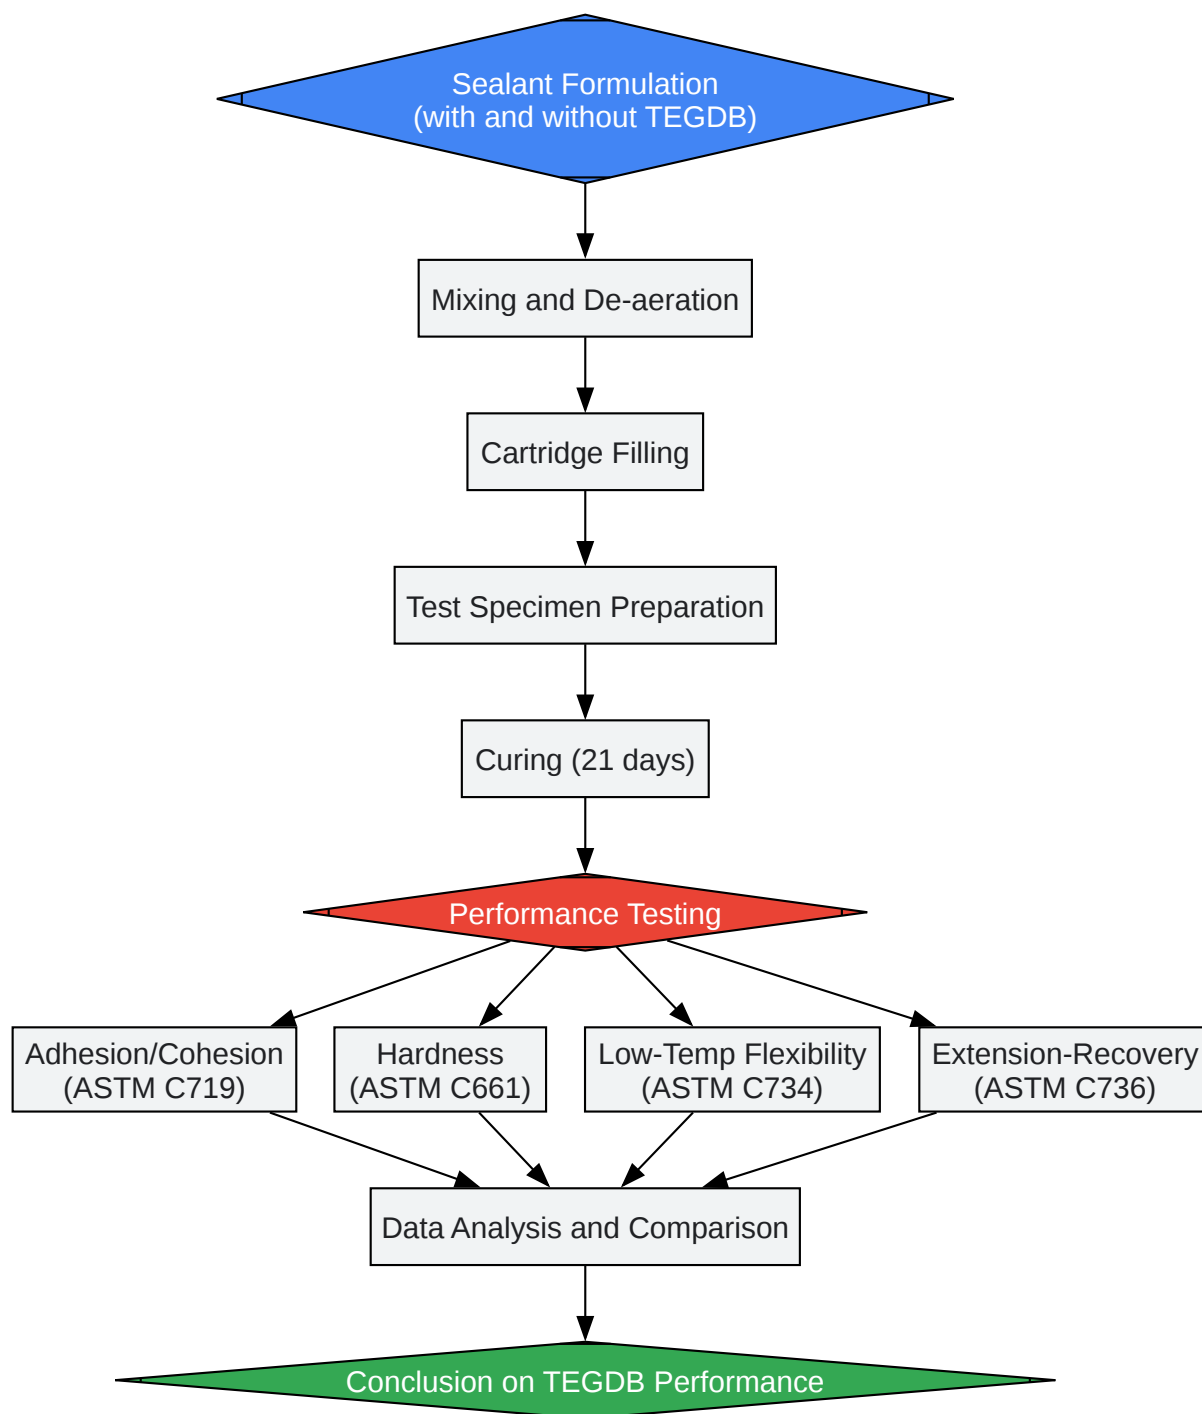 Sealant Formulation
(with and without TEGDB)
Mixing and De-aeration
Cartridge Filling
Test Specimen Preparation
Curing (21 days)
Performance Testing
Adhesion/Cohesion
(ASTM C719)
Hardness
(ASTM C661)
Low-Temp Flexibility
(ASTM C734)
Extension-Recovery
(ASTM C736)
Data Analysis and Comparison
Conclusion on TEGDB Performance